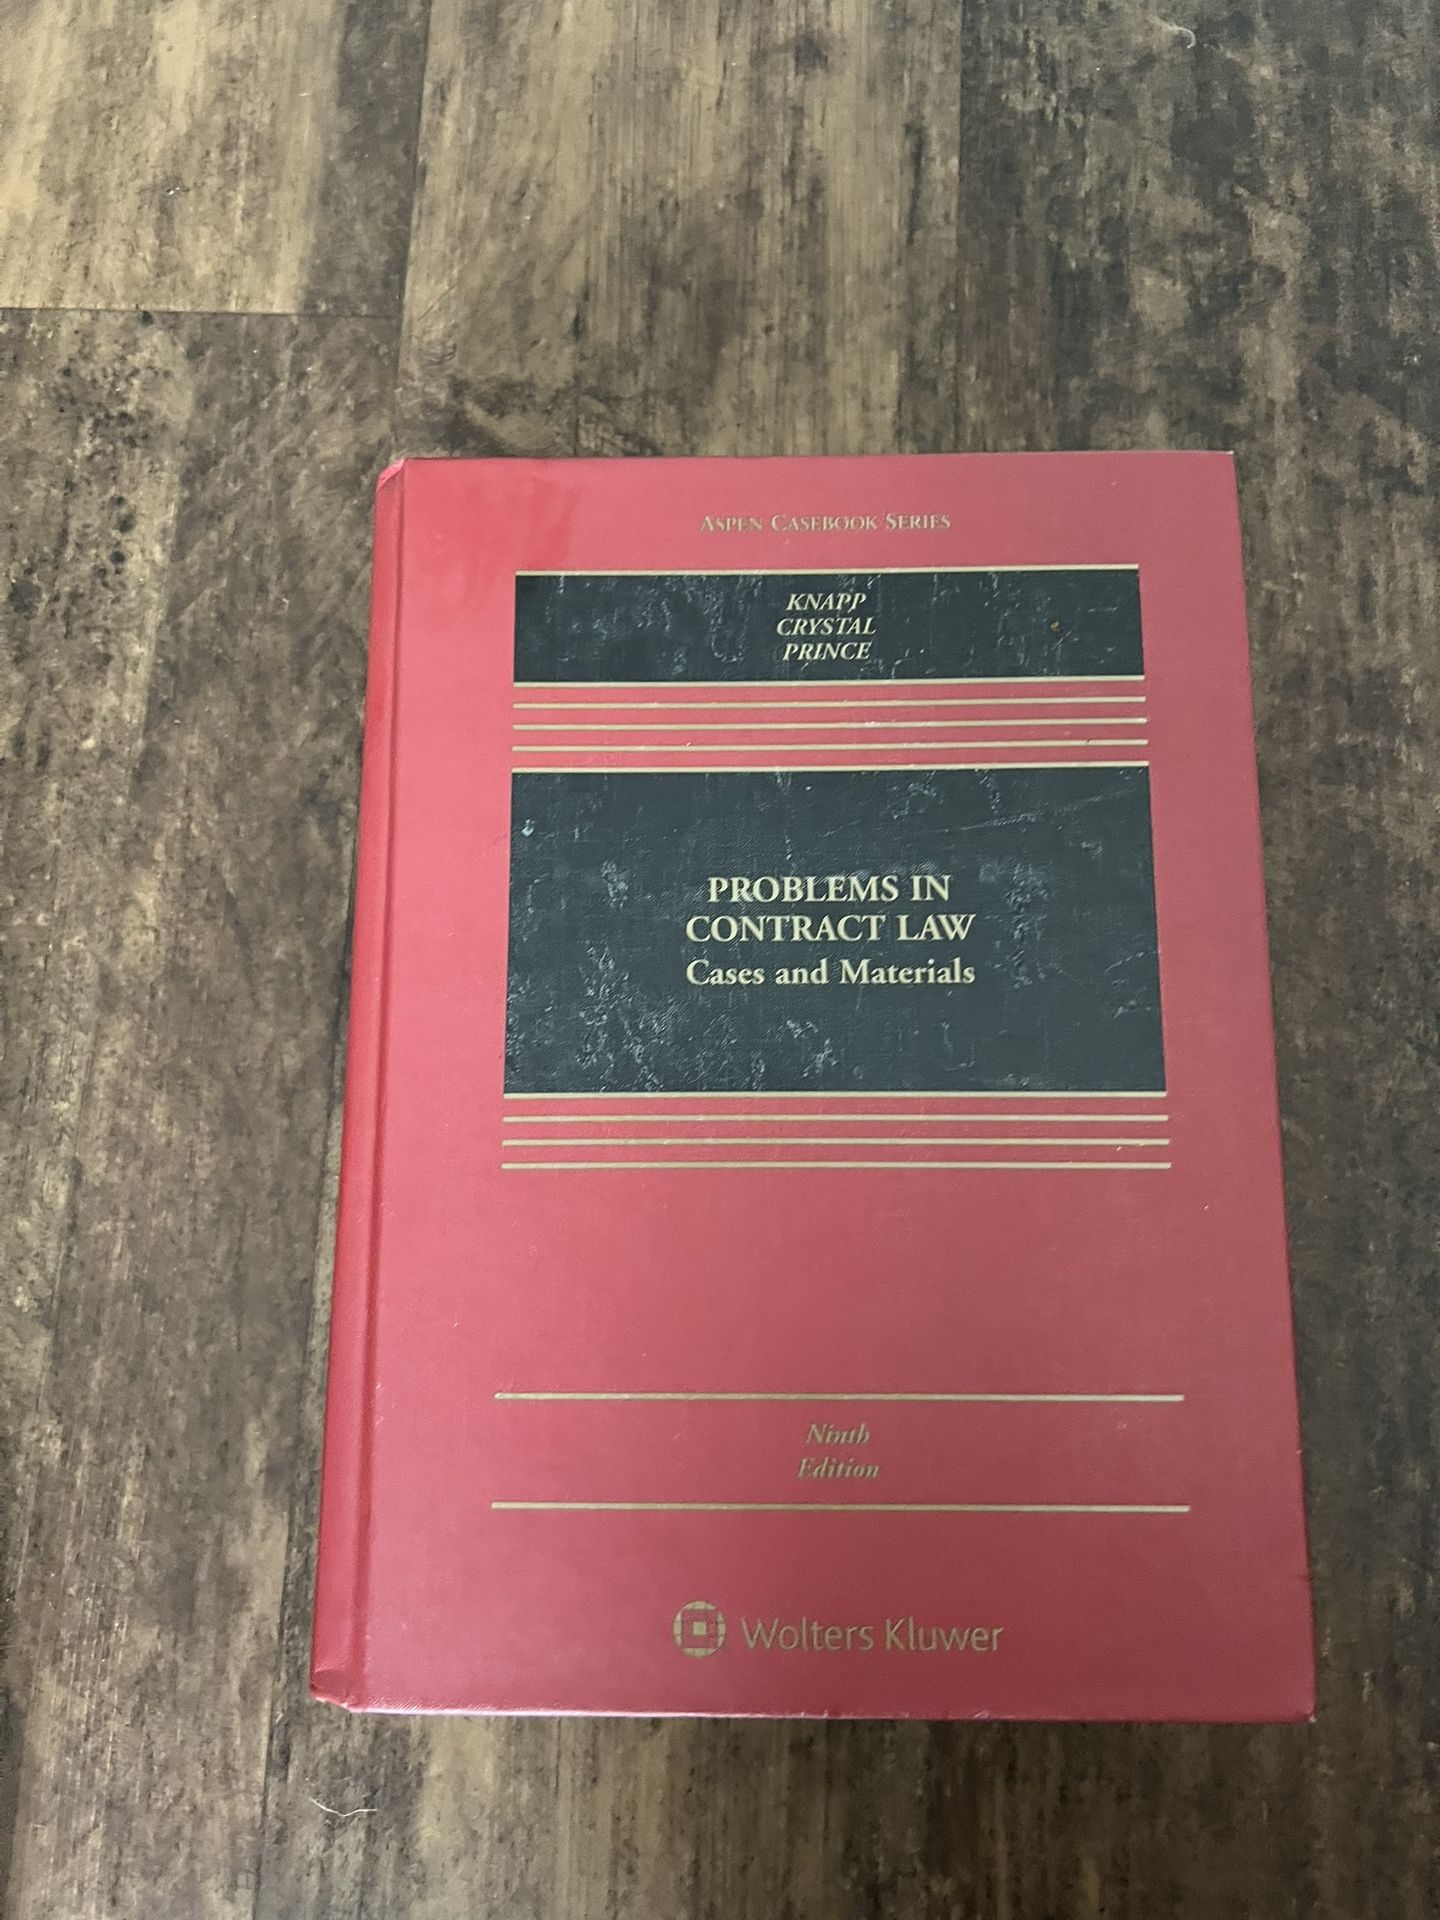 ASPEN CASEBOOK SERIES
KNAPP
CRYSTAL
PRINCE
PROBLEMS IN
CONTRACT LAW
Cases and Materials
Ninth
Edition
Wolters Kluwer